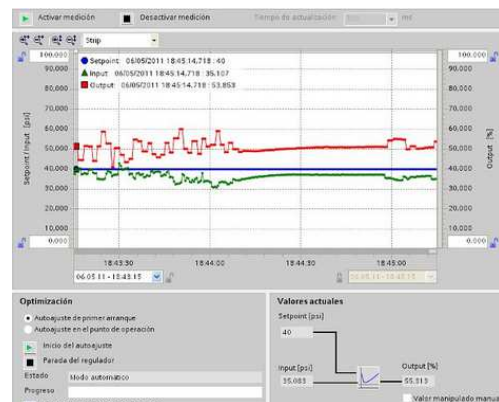 Activar medición
Desactivar medición
Tiempo de actualización:
ms
Strip
100,000
100,000
Setpoint 06/05/2011 18:45:14,718 : 40
Input 06/05/2011 18:45:14,718 : 35.107
Output 06/05/2011 18:45:14,718 : 53.853
90,000
90,000
80,000
80,000
70,000
70,000
60,000
60,000
50,000
50,000
40,000
40,000
30,000
30,000
20,000
20,000
10,000
10,000
0.000
0.000
Setpoint/Input [psi]
Output [%]
18:43:30
18:44:00
18:44:30
18:45:00
06.05.11 - 18:43:15
Optimización
Autoajuste de primer arranque
Autoajuste en el punto de operación
Inicio del autoajuste
Parada del regulador
Estado
Modo automático
Progreso
Valores actuales
Setpoint [psi]
40
Input [psi]
35.083
Output [%]
55.313
Valor manipulado manua